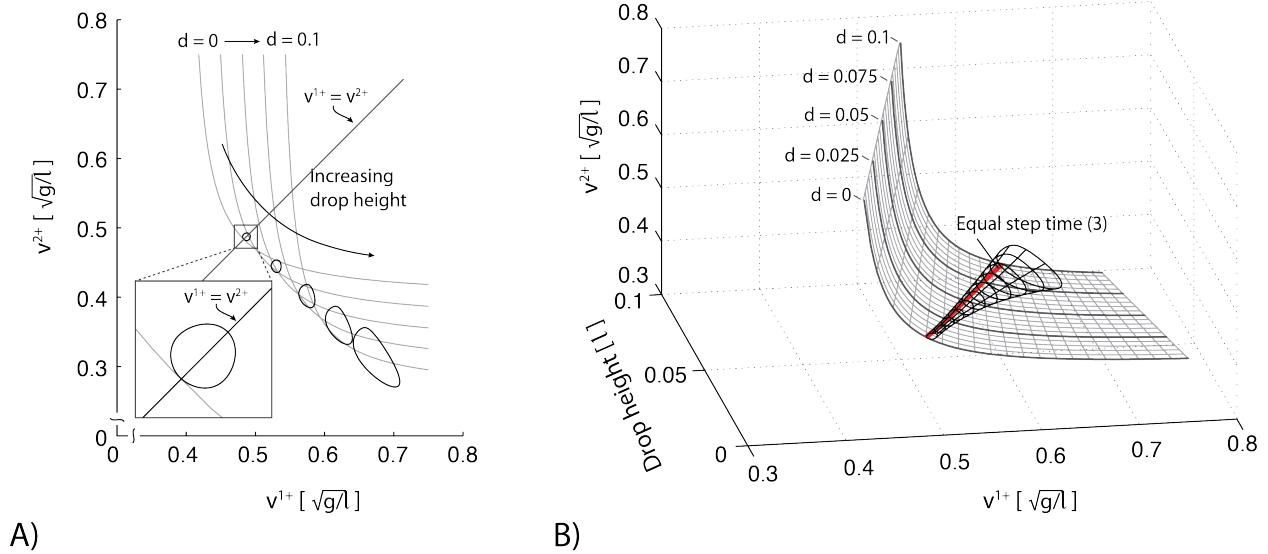 0.8
0.7
0.6
0.5
0.4
0.3
0
v²⁺ [ √g/l ]
d = 0
d = 0.1
v¹⁺ = v²⁺
Increasing
drop height
v¹⁺ = v²⁺
0
0.4
0.5
0.6
0.7
0.8
v¹⁺ [ √g/l ]
A)
0.8
0.7
0.6
0.5
0.4
0.3
v²⁺ [ √g/l ]
d = 0.1
d = 0.075
d = 0.05
d = 0.025
d = 0
Equal step time (3)
0.1
0.05
0
Drop height [ l ]
0.3
0.4
0.5
0.6
0.7
0.8
v¹⁺ [ √g/l ]
B)